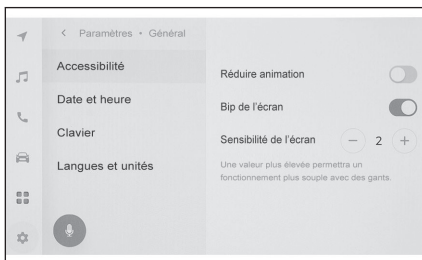 Paramètres • Général
Accessibilité
Date et heure
Clavier
Langues et unités
Réduire animation
Bip de l'écran
Sensibilité de l'écran
2
Une valeur plus élevée permettra un
fonctionnement plus souple avec des gants.